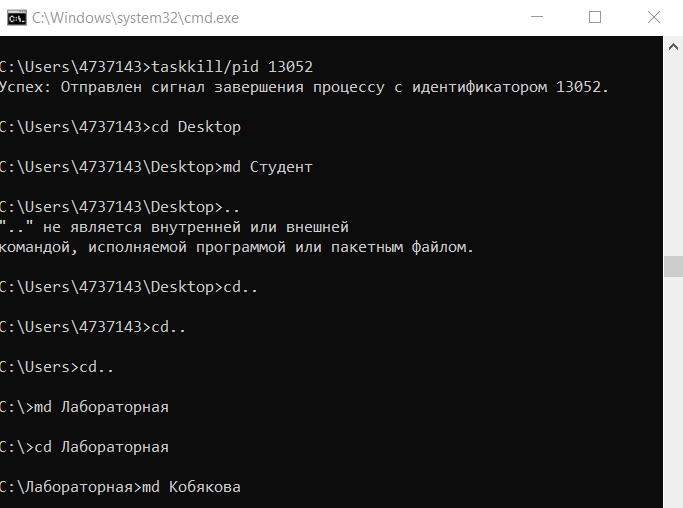 C:\Windows\system32\cmd.exe
C:\Users\4737143>taskkill/pid 13052
Успех: Отправлен сигнал завершения процессу с идентификатором 13052.
C:\Users\4737143>cd Desktop
C:\Users\4737143\Desktop>md Студент
C:\Users\4737143\Desktop>..
".." не является внутренней или внешней
командой, исполняемой программой или пакетным файлом.
C:\Users\4737143\Desktop>cd..
C:\Users\4737143>cd..
C:\Users>cd..
C:\>md Лабораторная
C:\>cd Лабораторная
C:\Лабораторная>md Кобякова